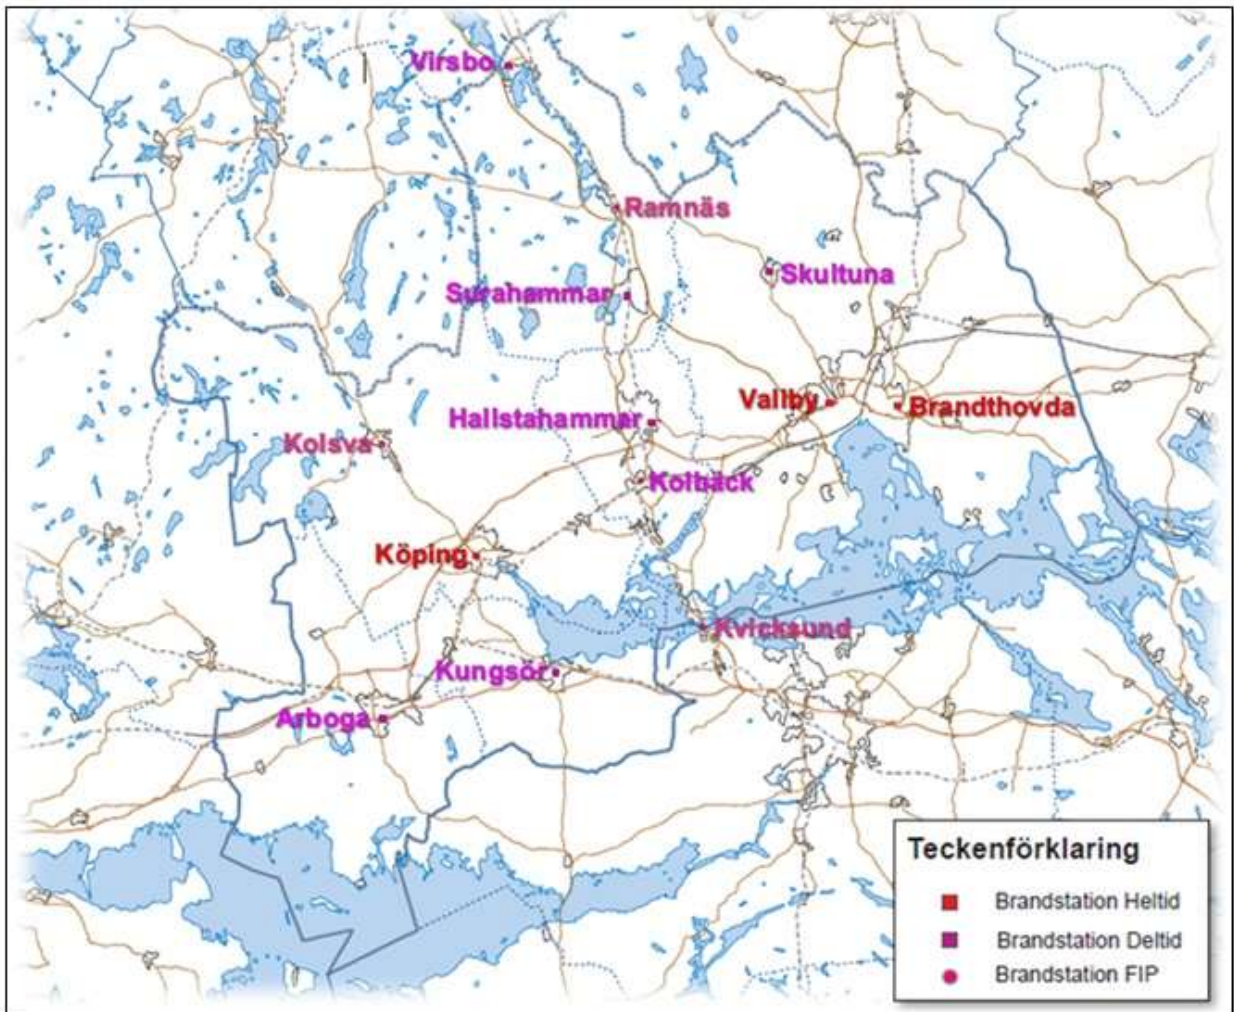 Virsbo
Ramnäs
Skultuna
Surahammar
Vallby
Brandthovda
Hallstahammar
Kolsva
Kolbäck
Köping
Kvicksund
Kungsör
Arboga
Teckenförklaring
Brandstation Heltid
Brandstation Deltid
Brandstation FIP